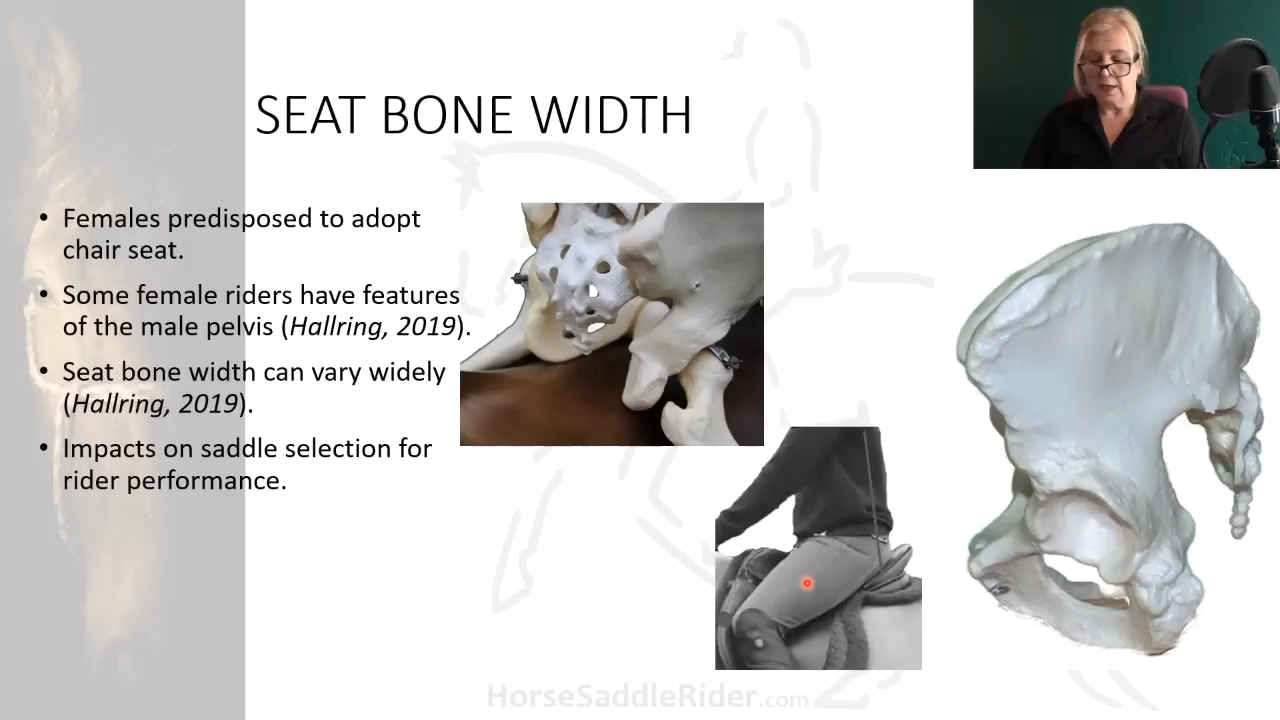 SEAT BONE WIDTH
• Females predisposed to adopt
chair seat.
• Some female riders have features
of the male pelvis (Hallring, 2019).
• Seat bone width can vary widely
(Hallring, 2019).
• Impacts on saddle selection for
rider performance.
HorseSaddleRider.com